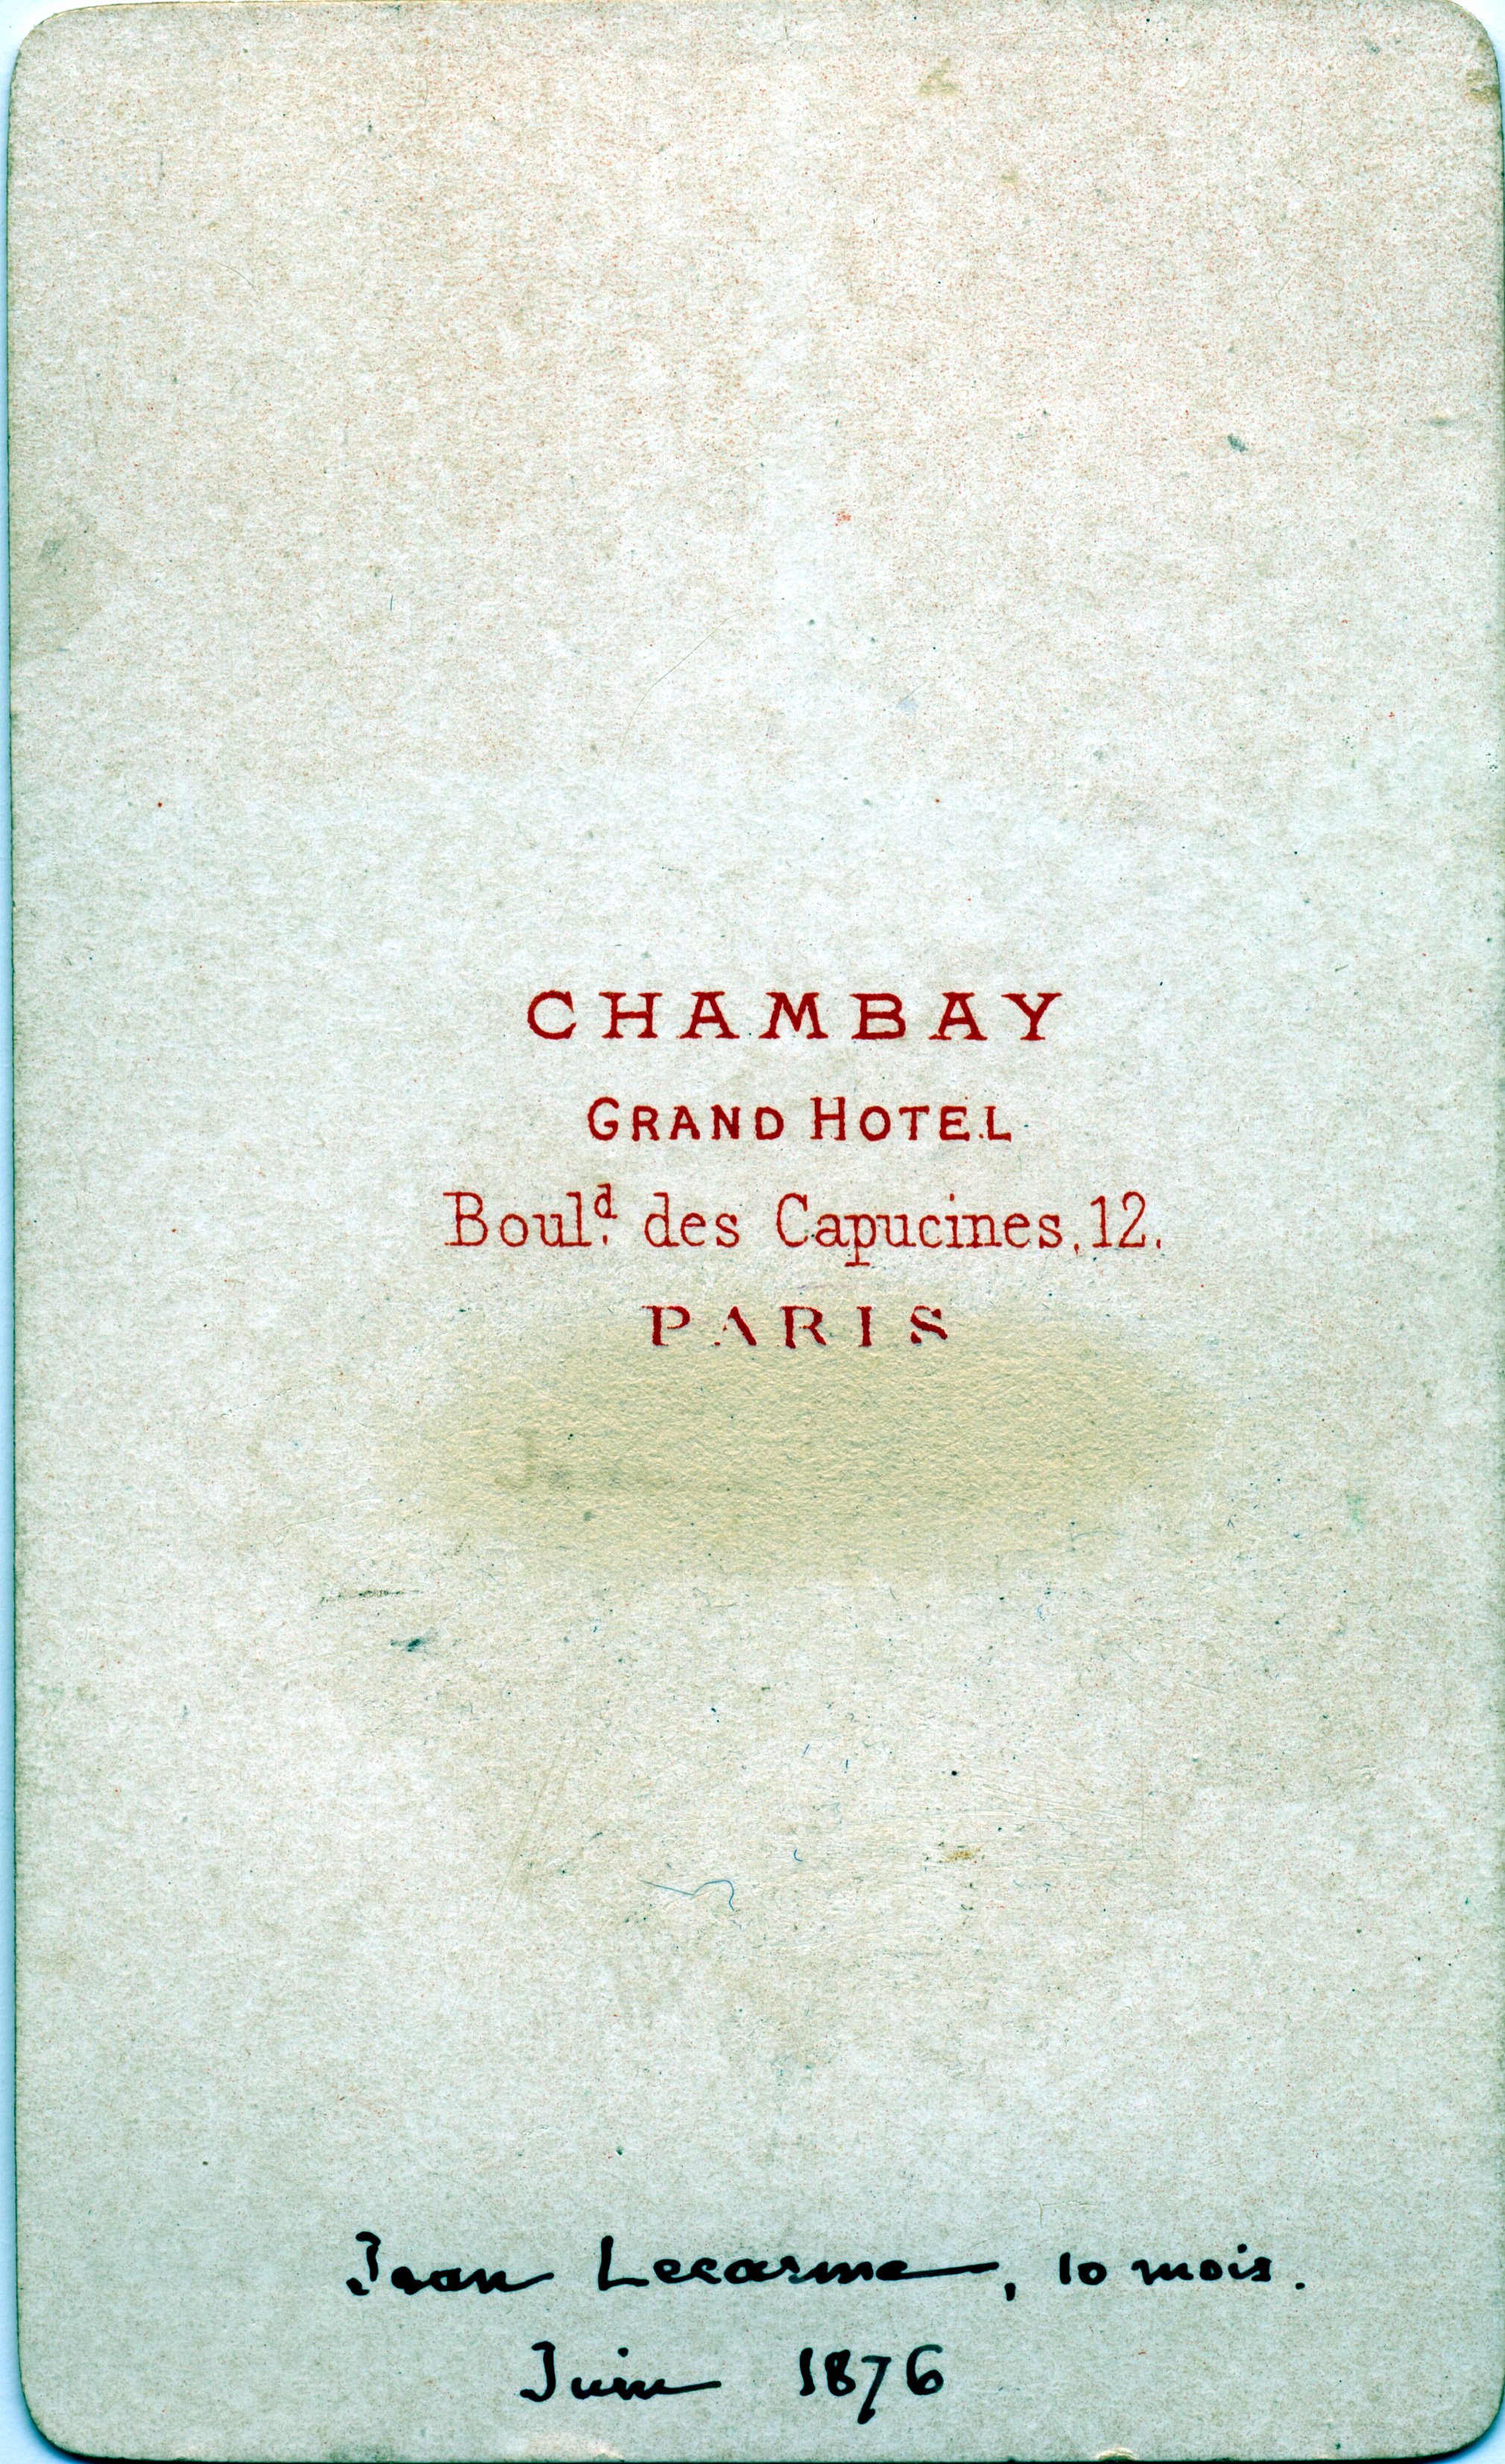 CHAMBAY
GRAND HOTEL
Boul.d des Capucines, 12.
PARIS
Jean Lecarme, 10 mois.
Juin 1876